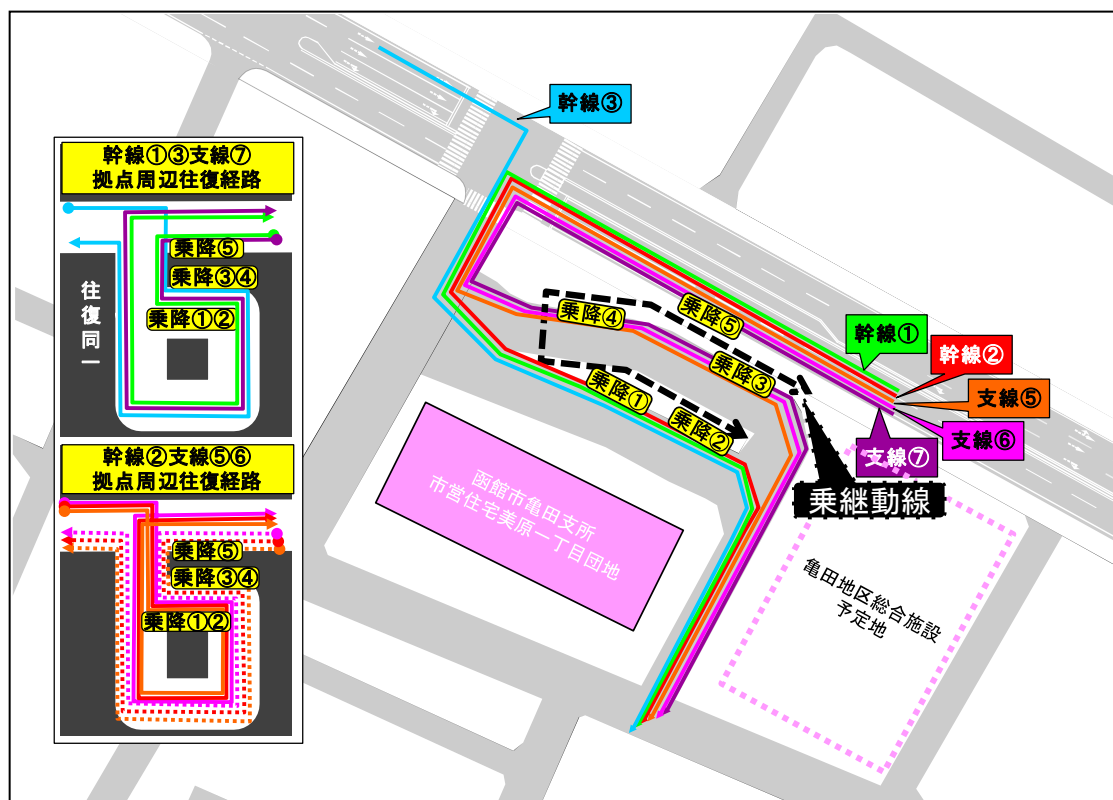 幹線①③支線⑦
拠点周辺往復経路
乗降⑤
乗降③④
乗降①②
往復同一
幹線②支線⑤⑥
拠点周辺往復経路
乗降⑤
乗降③④
乗降①②
幹線③
乗降④
乗降⑤
乗降③
乗降①
乗降②
幹線①
幹線②
支線⑤
支線⑥
支線⑦
乗継動線
函館市亀田支所
市営住宅美原一丁目団地
亀田地区総合施設
予定地